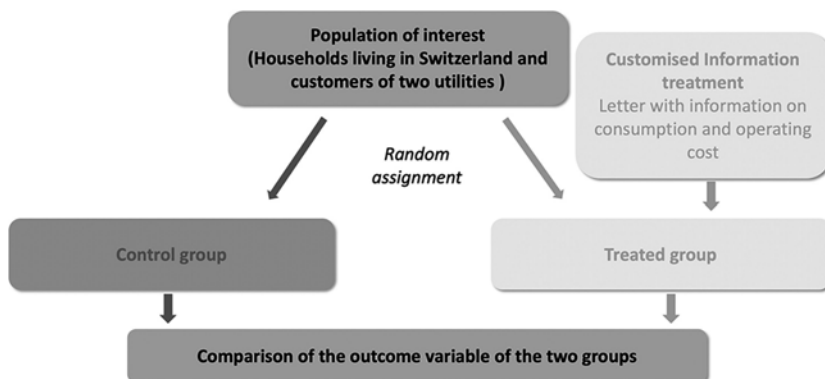 Population of interest
(Households living in Switzerland and
customers of two utilities )
Customised Information
treatment
Letter with information on
consumption and operating
cost
Random
assignment
Control group
Treated group
Comparison of the outcome variable of the two groups